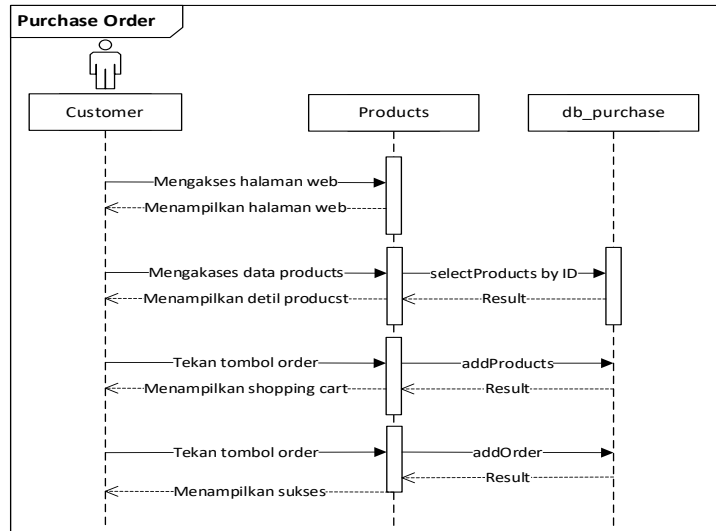 Purchase Order
Customer
Products
db_purchase
Mengakses halaman web
Menampilkan halaman web
Mengakases data products
selectProducts by ID
Menampilkan detil producst
Result
Tekan tombol order
addProducts
Menampilkan shopping cart
Result
Tekan tombol order
addOrder
Result
Menampilkan sukses